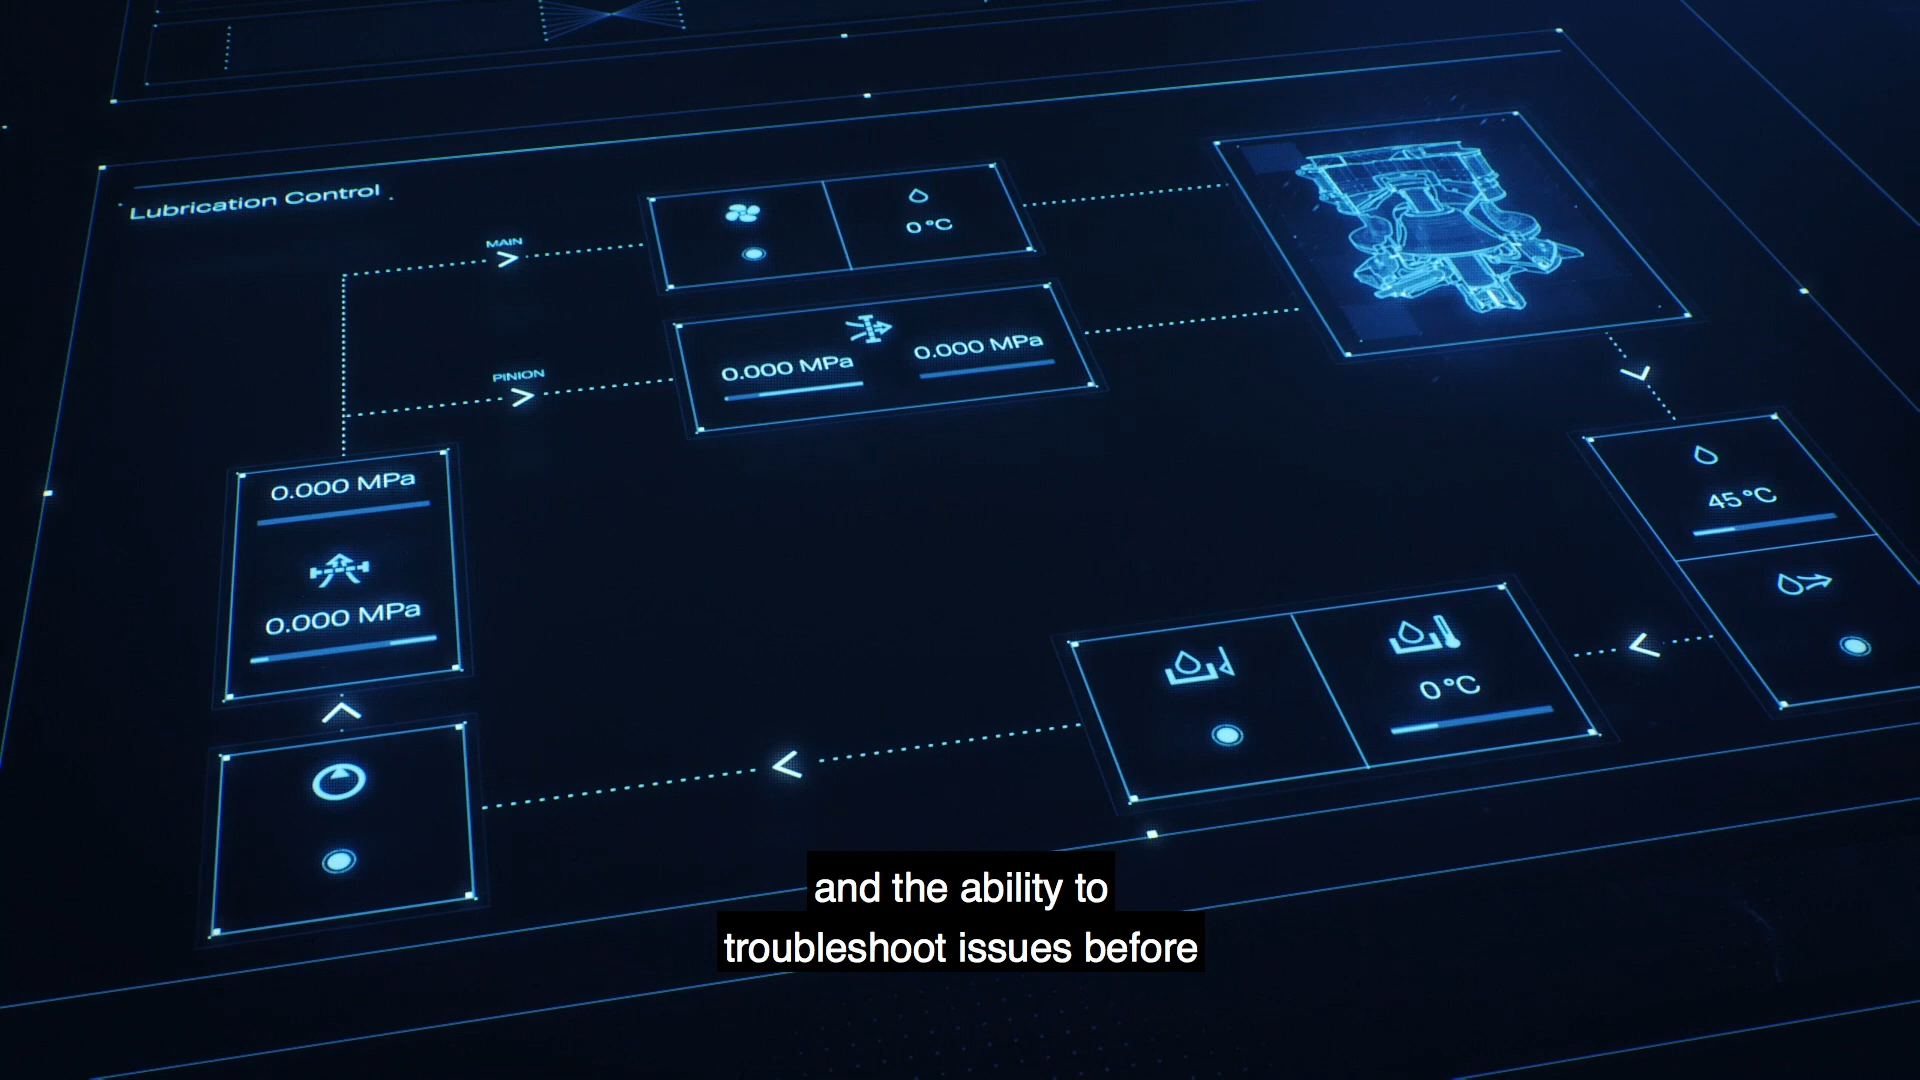 Lubrication Control
MAIN
0°C
PINION
0.000 MPa
0.000 MPa
0.000 MPa
0.000 MPa
45°C
0°C
and the ability to
troubleshoot issues before